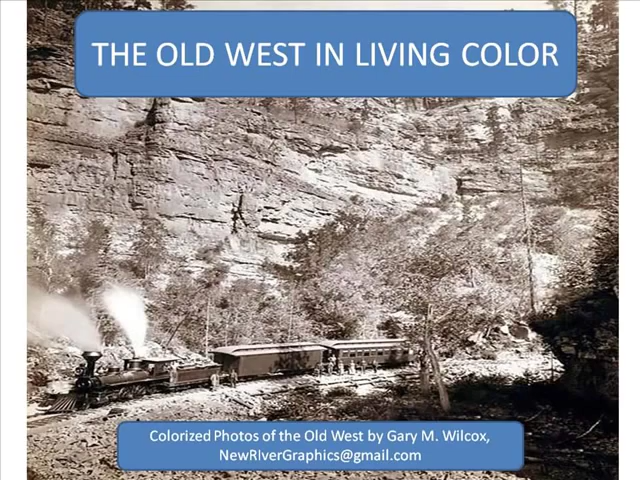 THE OLD WEST IN LIVING COLOR
Colorized Photos of the Old West by Gary M. Wilcox,
NewRIverGraphics@gmail.com